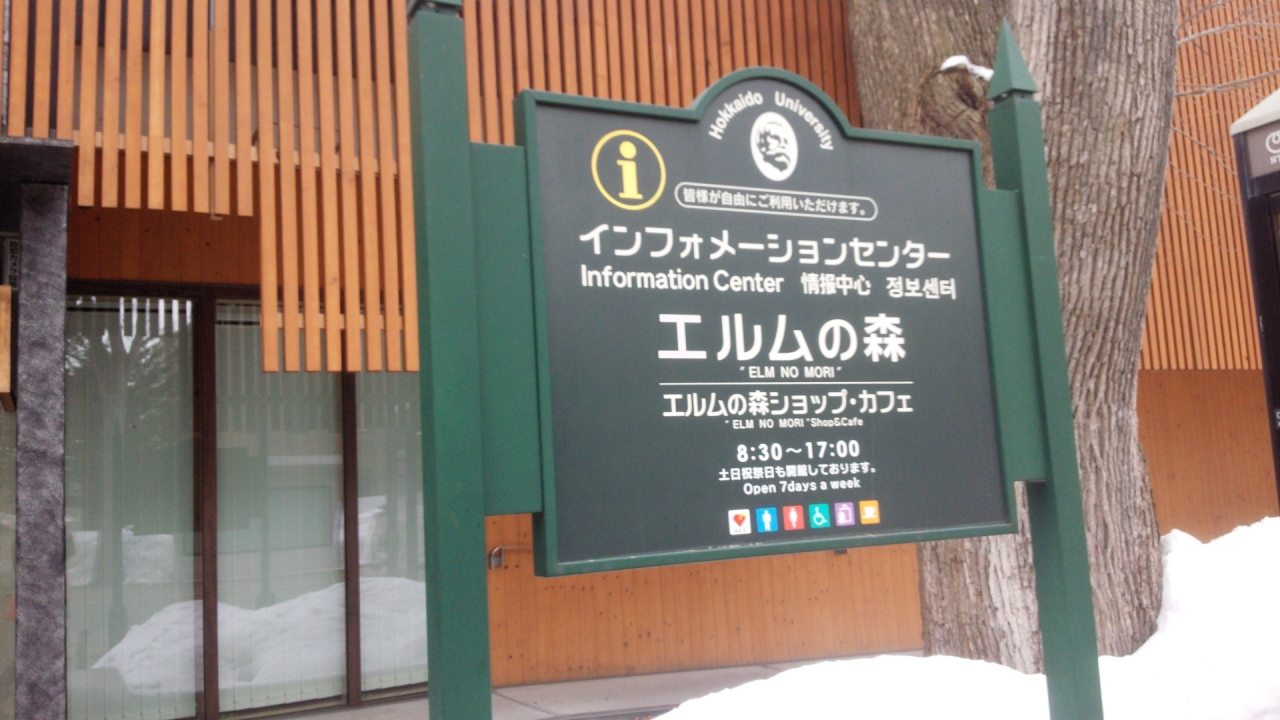 Hokkaido University
皆様が自由にご利用いただけます。
インフォメーションセンター
Information Center 情报中心 정보센터
エルムの森
"ELM NO MORI"
エルムの森ショップ・カフェ
"ELM NO MORI"Shop&Cafe
8:30～17:00
土日祝祭日も開館しております。
Open 7days a week